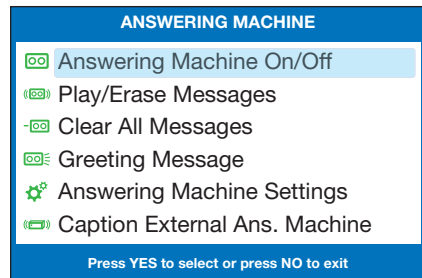 ANSWERING MACHINE
Answering Machine On/Off
Play/Erase Messages
Clear All Messages
Greeting Message
Answering Machine Settings
Caption External Ans. Machine
Press YES to select or press NO to exit